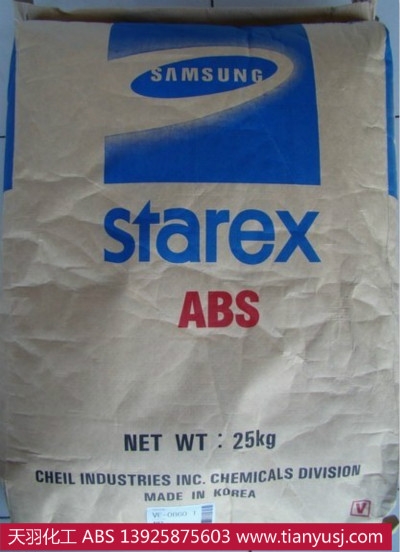 SAMSUNG
starex
ABS
NET WT : 25kg
CHEIL INDUSTRIES INC. CHEMICALS DIVISION
MADE IN KOREA
V
天羽化工 ABS 13925875603 www.tianyusj.com